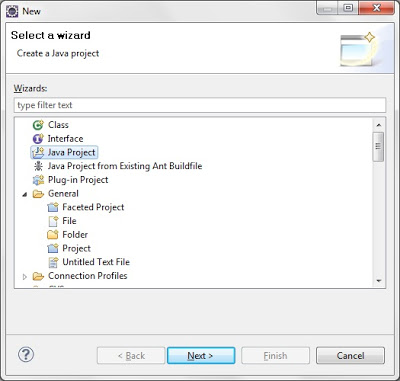 New
Select a wizard
Create a Java project
Wizards:
type filter text
Class
Interface
Java Project
Java Project from Existing Ant Buildfile
Plug-in Project
General
Faceted Project
File
Folder
Project
Untitled Text File
Connection Profiles
?
< Back
Next >
Finish
Cancel